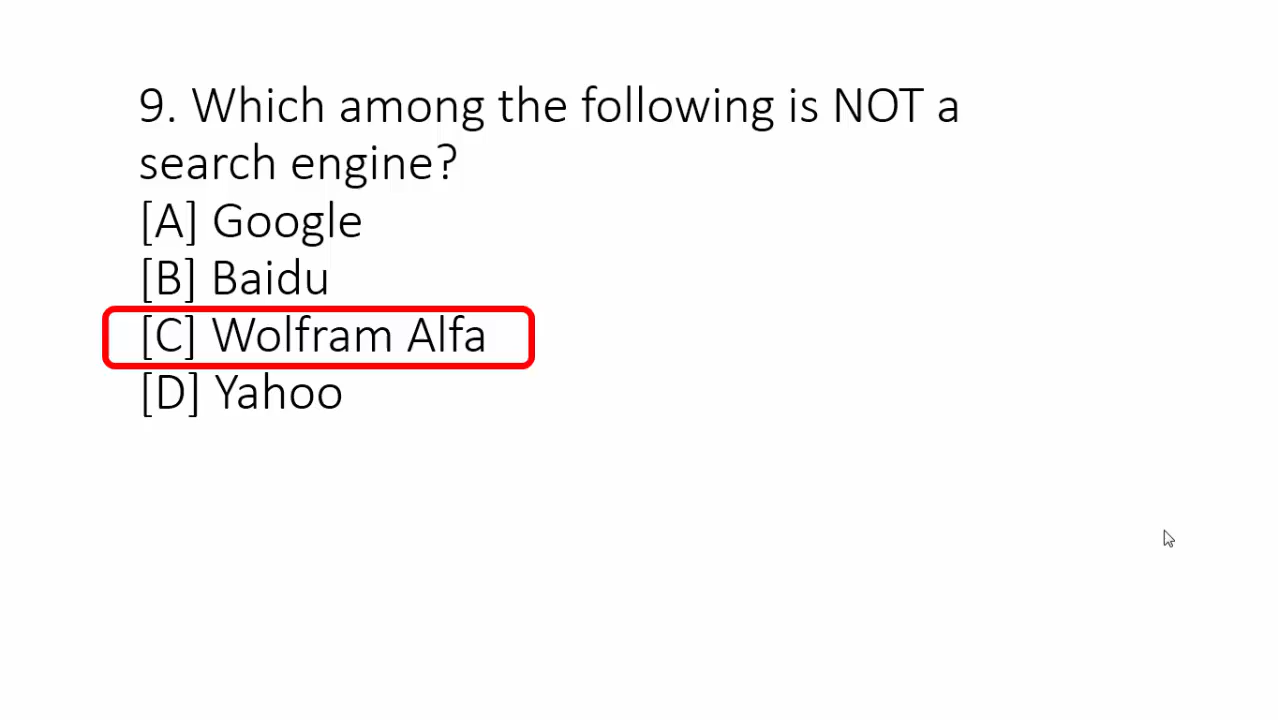 9. Which among the following is NOT a
search engine?
[A] Google
[B] Baidu
[C] Wolfram Alfa
[D] Yahoo